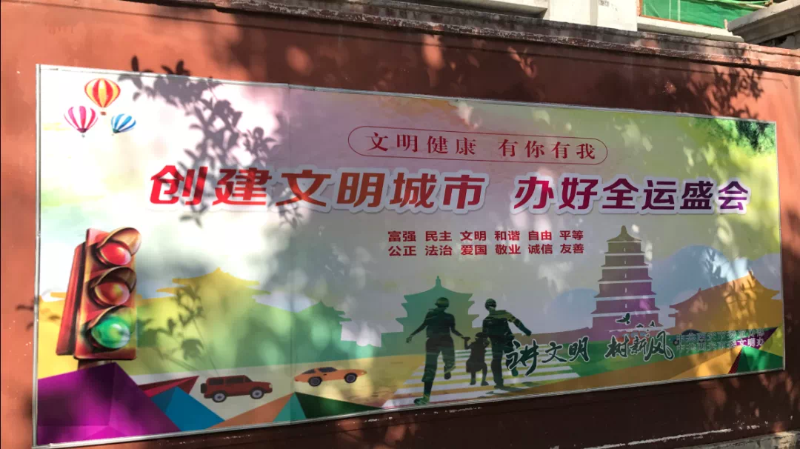 文明健康 有你有我
创建文明城市 办好全运盛会
富强 民主 文明 和谐 自由 平等
公正 法治 爱国 敬业 诚信 友善
讲文明 树新风